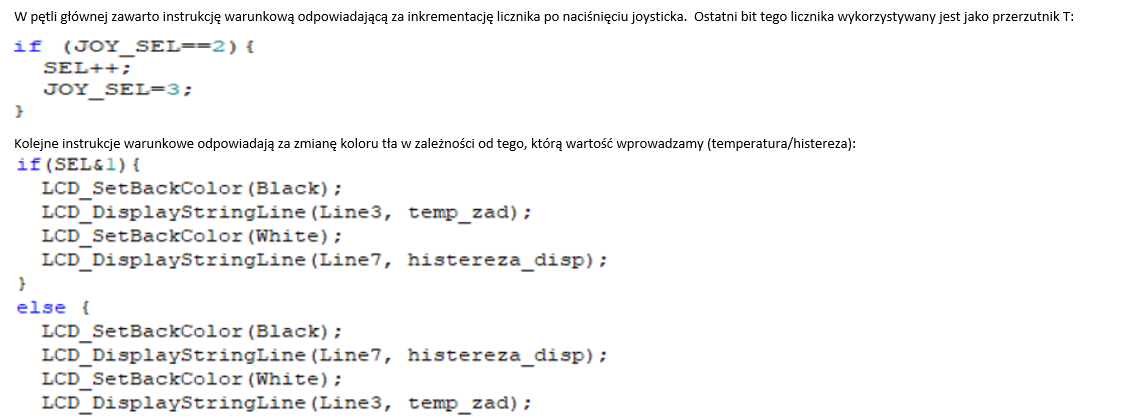 W pętli głównej zawarto instrukcję warunkową odpowiadającą za inkrementację licznika po naciśnięciu joysticka. Ostatni bit tego licznika wykorzystywany jest jako przerzutnik T:
if (JOY_SEL==2){
SEL++;
JOY_SEL=3;
}
Kolejne instrukcje warunkowe odpowiadają za zmianę koloru tła w zależności od tego, którą wartość wprowadzamy (temperatura/histereza):
if(SEL&1){
LCD_SetBackColor(Black);
LCD_DisplayStringLine(Line3, temp_zad);
LCD_SetBackColor(White);
LCD_DisplayStringLine(Line7, histereza_disp);
}
else {
LCD_SetBackColor(Black);
LCD_DisplayStringLine(Line7, histereza_disp);
LCD_SetBackColor(White);
LCD_DisplayStringLine(Line3, temp_zad);